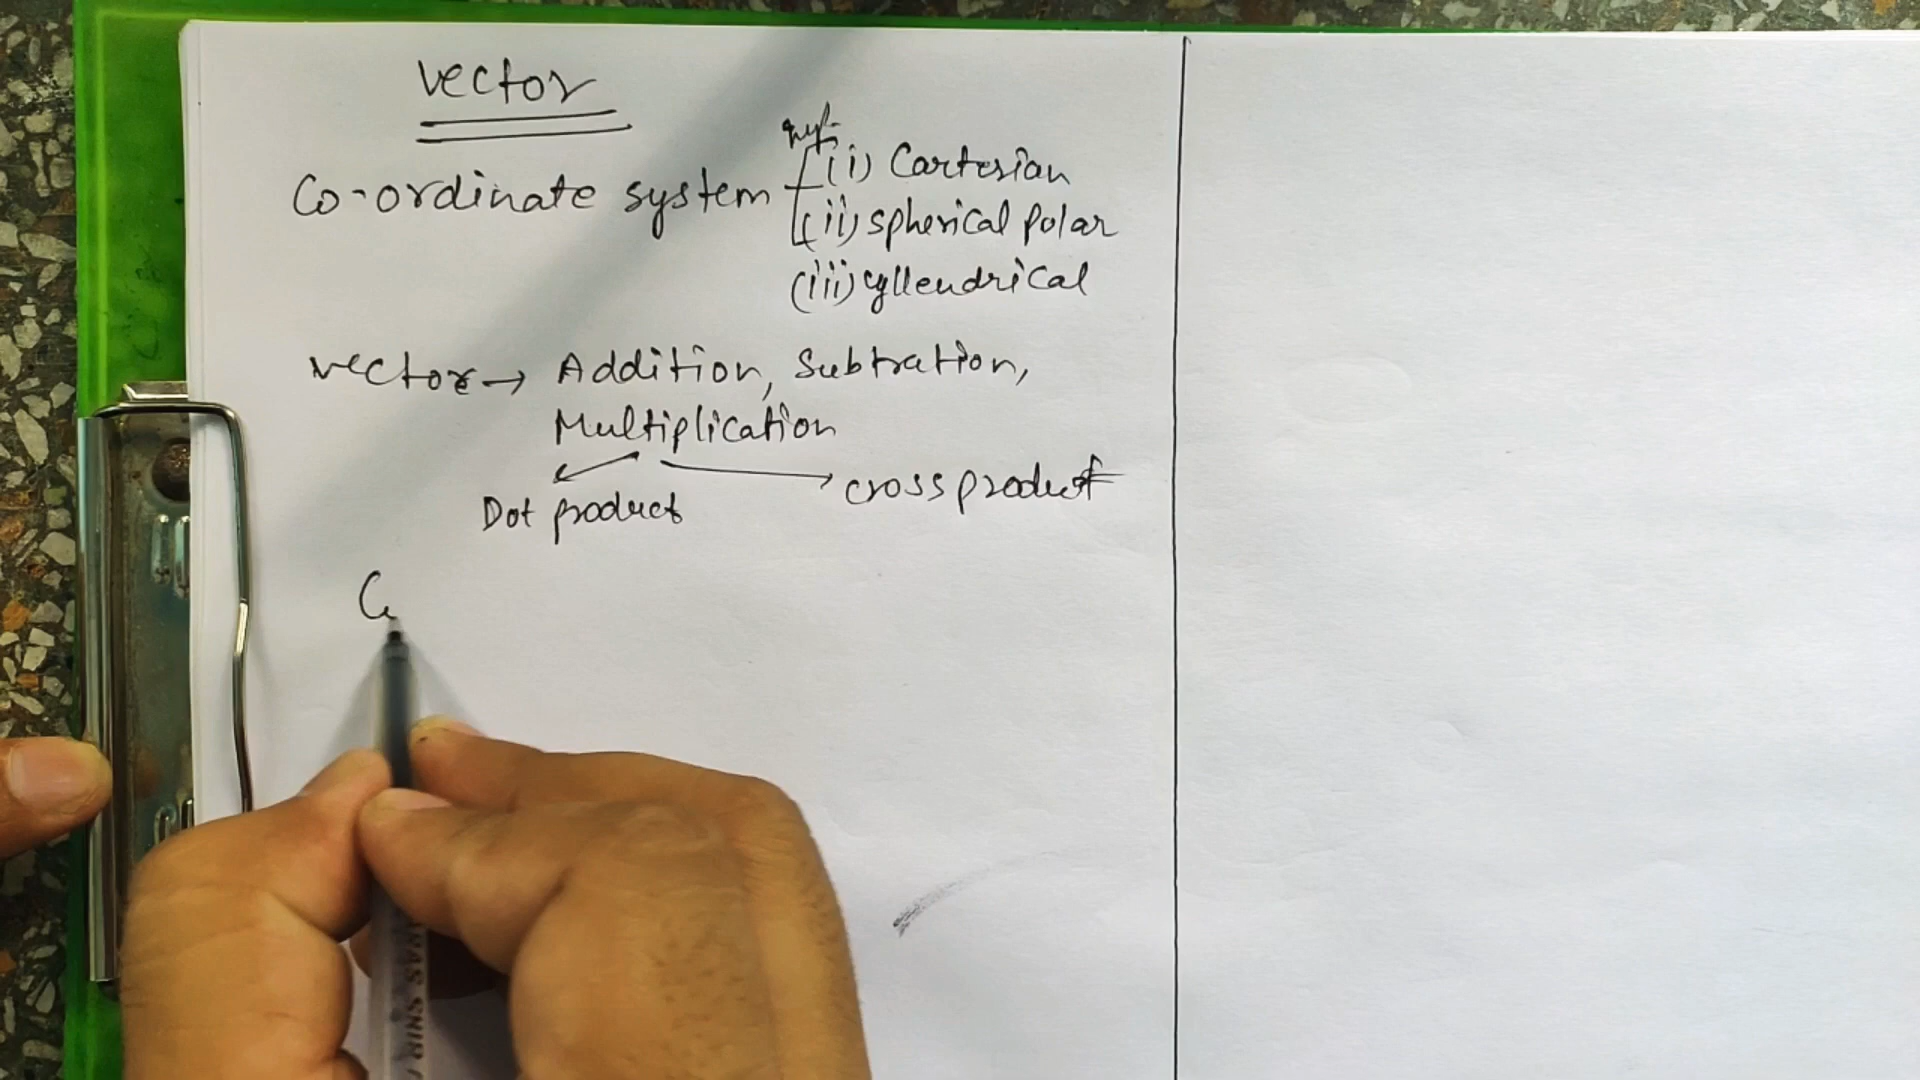 vector
Co-ordinate system (i) Cartesian
(ii) spherical polar
(iii) cyllendrical
vector → Addition, Subtration,
Multiplication
Dot product cross product